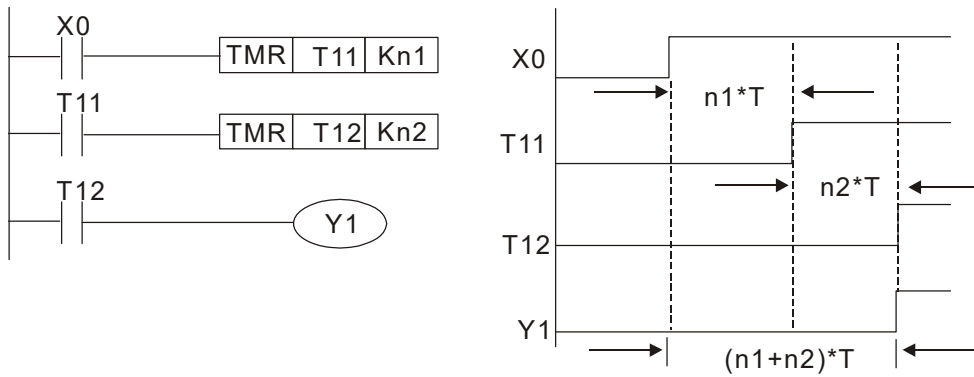 X0
TMR T11 Kn1
T11
TMR T12 Kn2
T12
Y1
X0
n1*T
T11
n2*T
T12
Y1
(n1+n2)*T